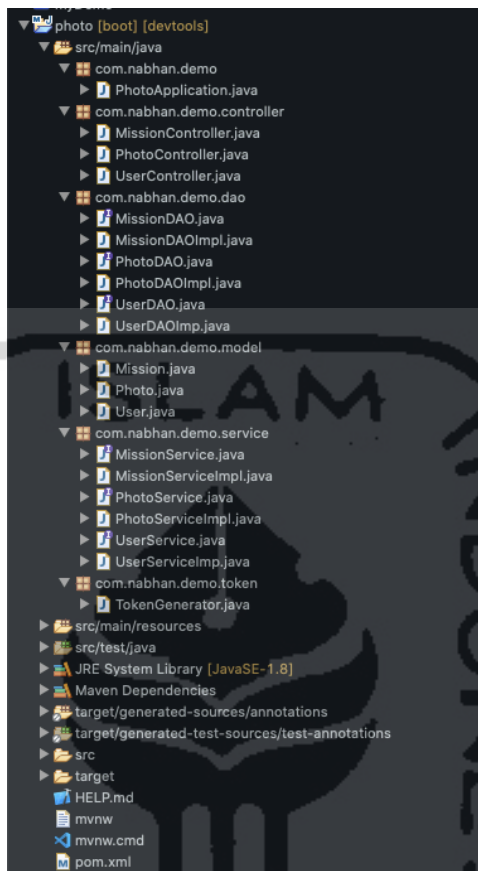 photo [boot] [devtools]
src/main/java
com.nabhan.demo
PhotoApplication.java
com.nabhan.demo.controller
MissionController.java
PhotoController.java
UserController.java
com.nabhan.demo.dao
MissionDAO.java
MissionDAOImpl.java
PhotoDAO.java
PhotoDAOImpl.java
UserDAO.java
UserDAOImp.java
com.nabhan.demo.model
Mission.java
Photo.java
User.java
ISLAM
com.nabhan.demo.service
MissionService.java
MissionServiceImpl.java
PhotoService.java
PhotoServiceImpl.java
UserService.java
UserServiceImp.java
com.nabhan.demo.token
TokenGenerator.java
src/main/resources
src/test/java
JRE System Library [JavaSE-1.8]
Maven Dependencies
target/generated-sources/annotations
target/generated-test-sources/test-annotations
src
target
HELP.md
mvnw
mvnw.cmd
pom.xml